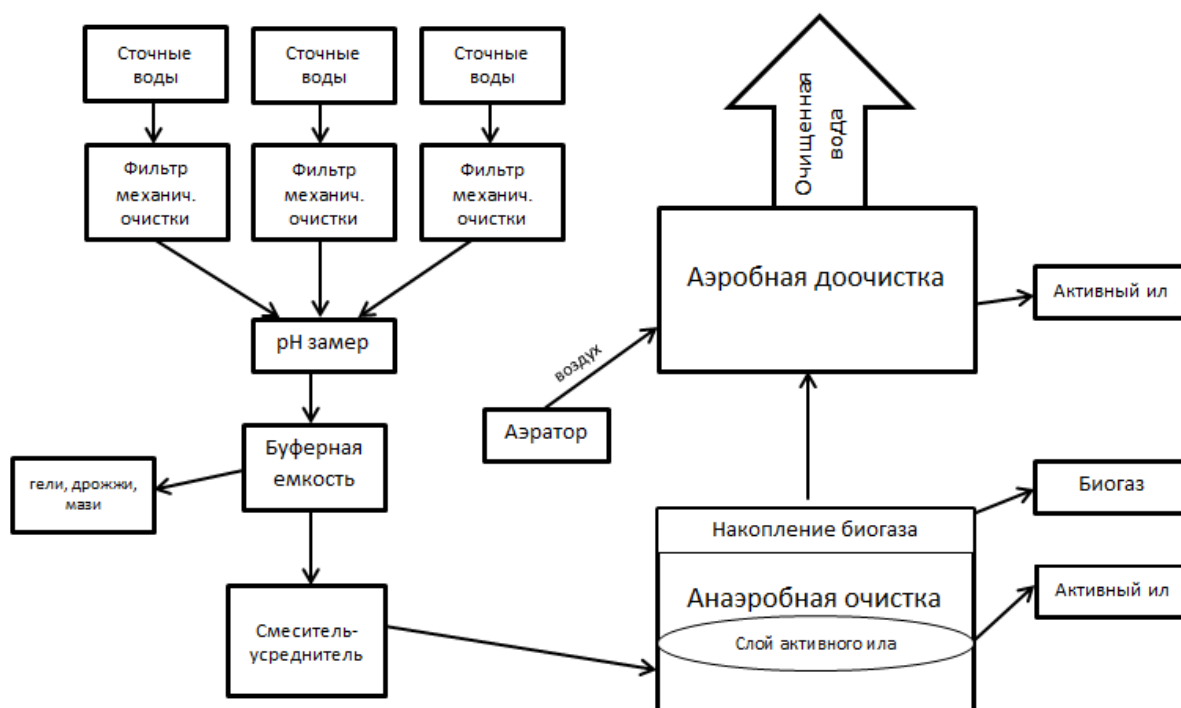 Сточные
воды
Сточные
воды
Сточные
воды
Фильтр
механич.
очистки
Фильтр
механич.
очистки
Фильтр
механич.
очистки
pH замер
Буферная
емкость
гели, дрожжи,
мази
Смеситель-
усреднитель
Очищенная
вода
Аэробная доочистка
Активный ил
воздух
Аэратор
Накопление биогаза
Биогаз
Анаэробная очистка
Активный ил
Слой активного ила